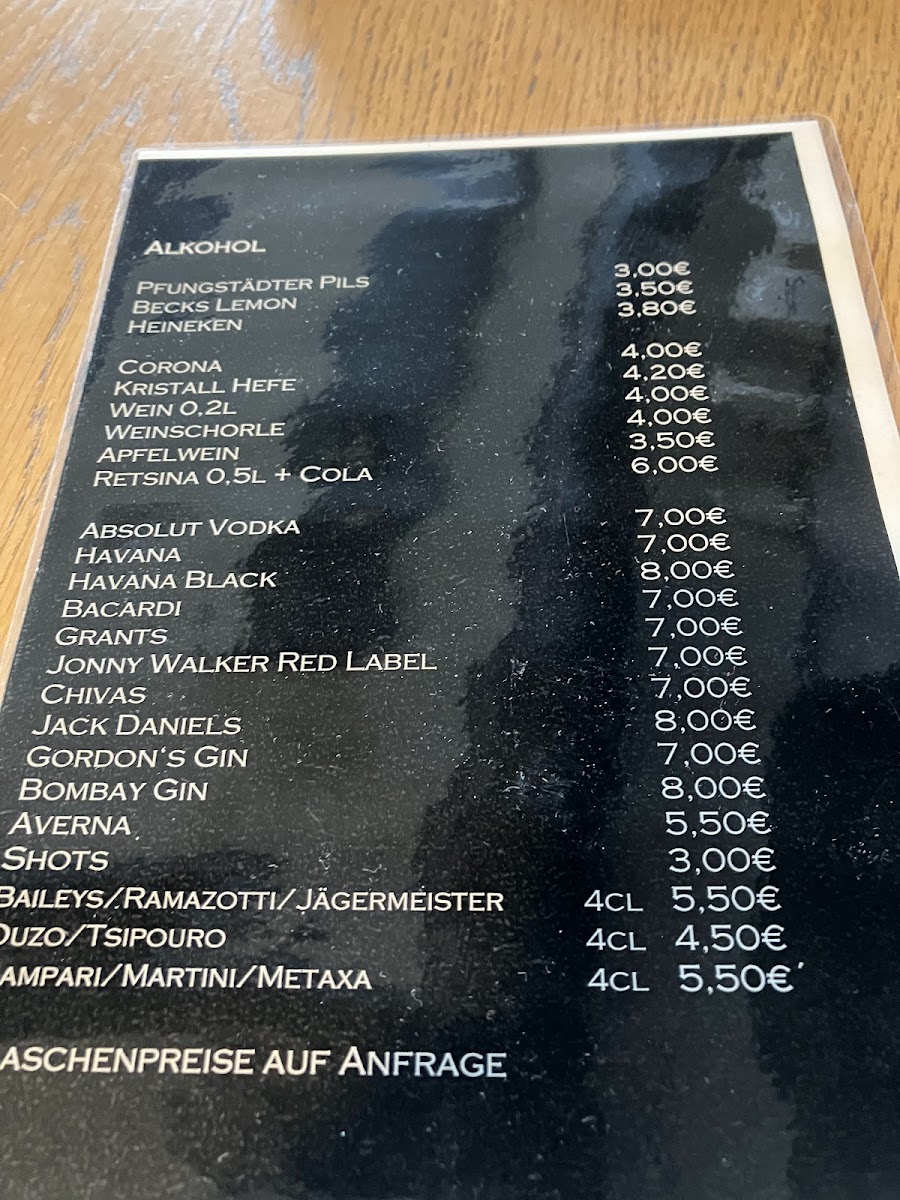 ALKOHOL
PFUNGSTÄDTER PILS 3,00€
BECKS LEMON 3,50€
HEINEKEN 3,80€
CORONA 4,00€
KRISTALL HEFE 4,20€
WEIN 0,2L 4,00€
WEINSCHORLE 4,00€
APFELWEIN 3,50€
RETSINA 0,5L + COLA 6,00€
ABSOLUT VODKA 7,00€
HAVANA 7,00€
HAVANA BLACK 8,00€
BACARDI 7,00€
GRANTS 7,00€
JONNY WALKER RED LABEL 7,00€
CHIVAS 7,00€
JACK DANIELS 8,00€
GORDON‘S GIN 7,00€
BOMBAY GIN 8,00€
AVERNA 5,50€
SHOTS 3,00€
BAILEYS/RAMAZOTTI/JÄGERMEISTER 4CL 5,50€
OUZO/TSIPOURO 4CL 4,50€
AMPARI/MARTINI/METAXA 4CL 5,50€
ASCHENPREISE AUF ANFRAGE